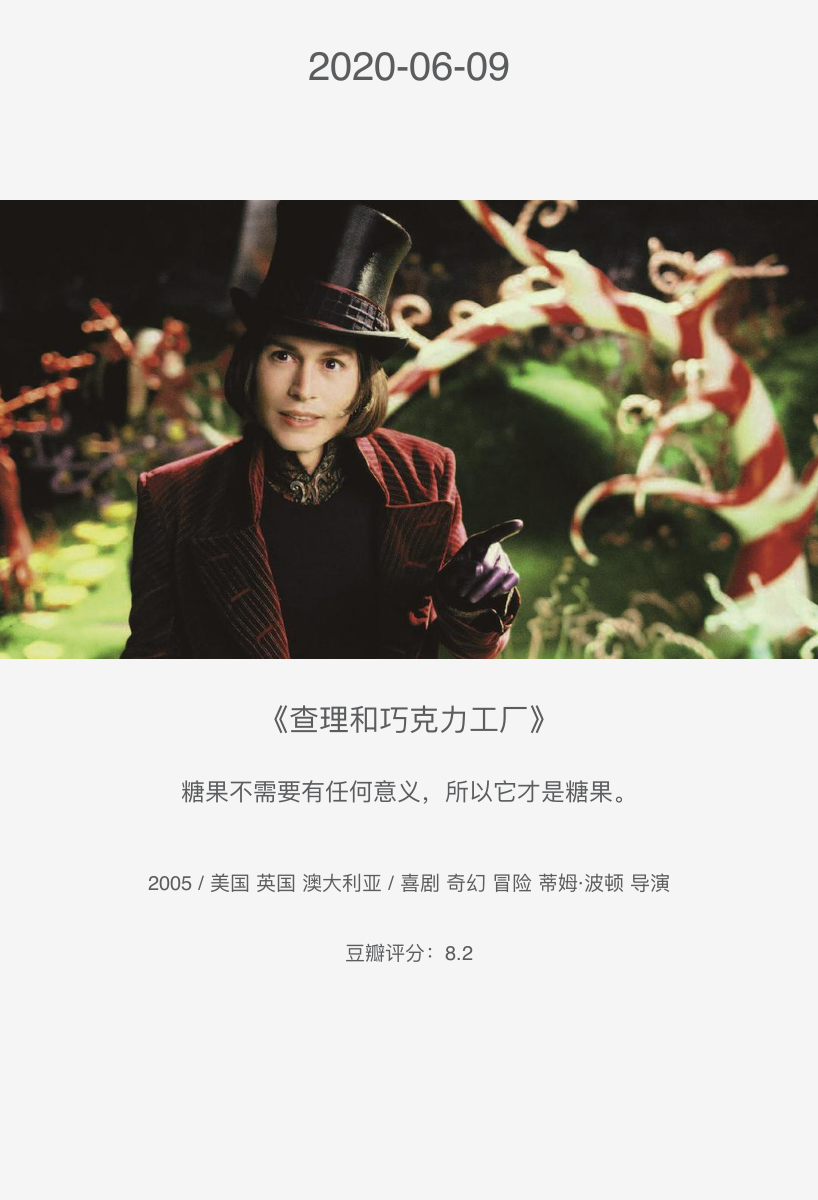 2020-06-09
《查理和巧克力工厂》
糖果不需要有任何意义，所以它才是糖果。
2005 / 美国 英国 澳大利亚 / 喜剧 奇幻 冒险 蒂姆·波顿 导演
豆瓣评分：8.2